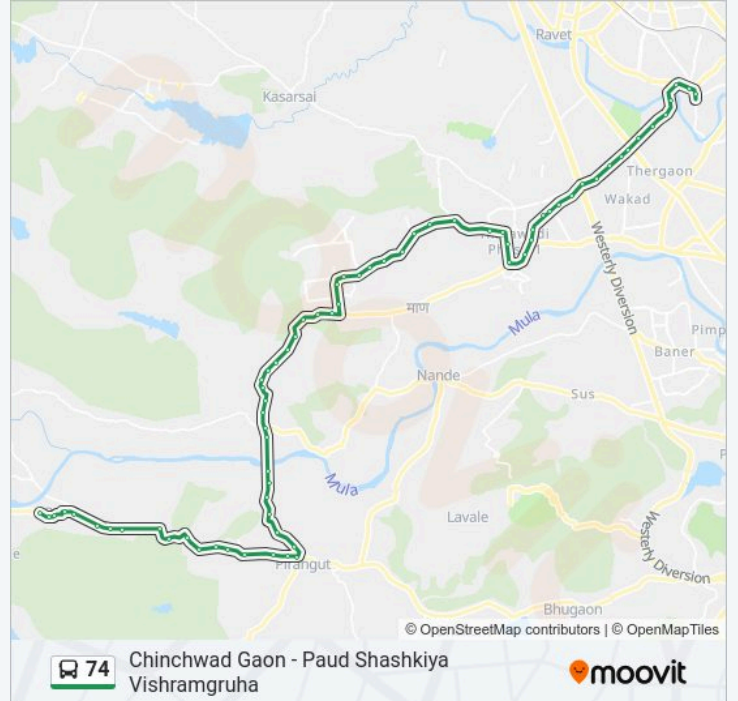 Ravet
Kasarsai
Thergaon
Wakad
Westerly Diversion
माण
Mula
Pimp
Baner
Nande
Sus
Mula
Lavale
Westerly Diversion
Pirangut
Bhugaon
© OpenStreetMap contributors | © OpenMapTiles
74
Chinchwad Gaon - Paud Shashkiya
Vishramgruha
moovit